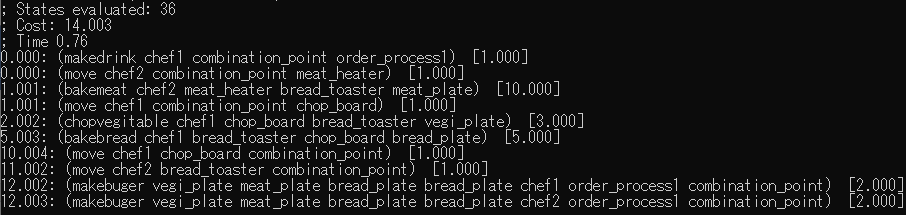 ; States evaluated: 36
; Cost: 14.003
; Time 0.76
0.000: (makedrink chef1 combination_point order_process1) [1.000]
0.000: (move chef2 combination_point meat_heater) [1.000]
1.001: (bakemeat chef2 meat_heater bread_toaster meat_plate) [10.000]
1.001: (move chef1 combination_point chop_board) [1.000]
2.002: (chopvegitable chef1 chop_board bread_toaster vegi_plate) [3.000]
5.003: (bakebread chef1 bread_toaster chop_board bread_plate) [5.000]
10.004: (move chef1 chop_board combination_point) [1.000]
11.002: (move chef2 bread_toaster combination_point) [1.000]
12.002: (makebuger vegi_plate meat_plate bread_plate bread_plate chef1 order_process1 combination_point) [2.000]
12.003: (makebuger vegi_plate meat_plate bread_plate bread_plate chef2 order_process1 combination_point) [2.000]